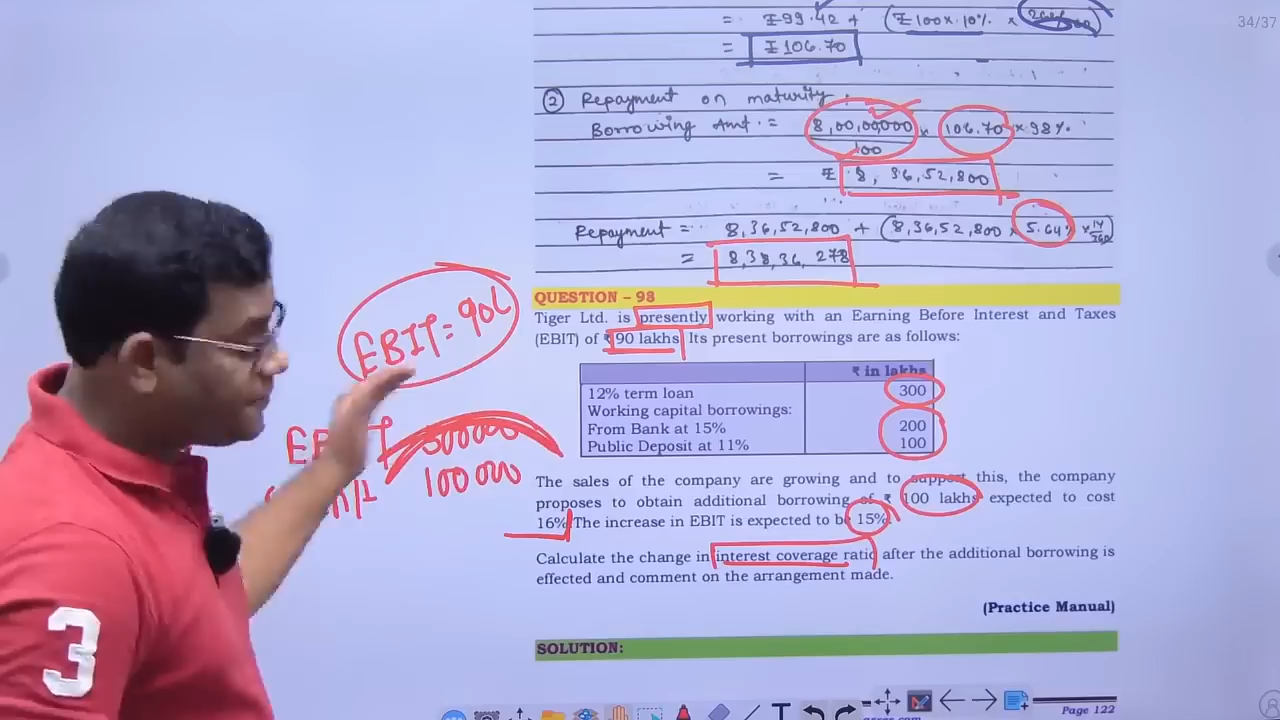 34/37
= ₹99.42 + (₹100 x 10% x
= ₹106.70
② Repayment on maturity :
Borrowing Amt. = 8,00,00,000 x 106.70 x 98%
100
= ₹ 8,36,52,800
Repayment = 8,36,52,800 + (8,36,52,800 x 5.64% x 14/360)
= 8,38,36,278
QUESTION – 98
Tiger Ltd. is presently working with an Earning Before Interest and Taxes
(EBIT) of ₹ 90 lakhs Its present borrowings are as follows:
₹ in lakhs
12% term loan 300
Working capital borrowings:
From Bank at 15% 200
Public Deposit at 11% 100
The sales of the company are growing and to support this, the company
proposes to obtain additional borrowing of ₹ 100 lakhs expected to cost
16%. The increase in EBIT is expected to be 15%.
Calculate the change in interest coverage ratio after the additional borrowing is
effected and comment on the arrangement made.
(Practice Manual)
SOLUTION:
Page 122
EBIT = 90L
100000
3